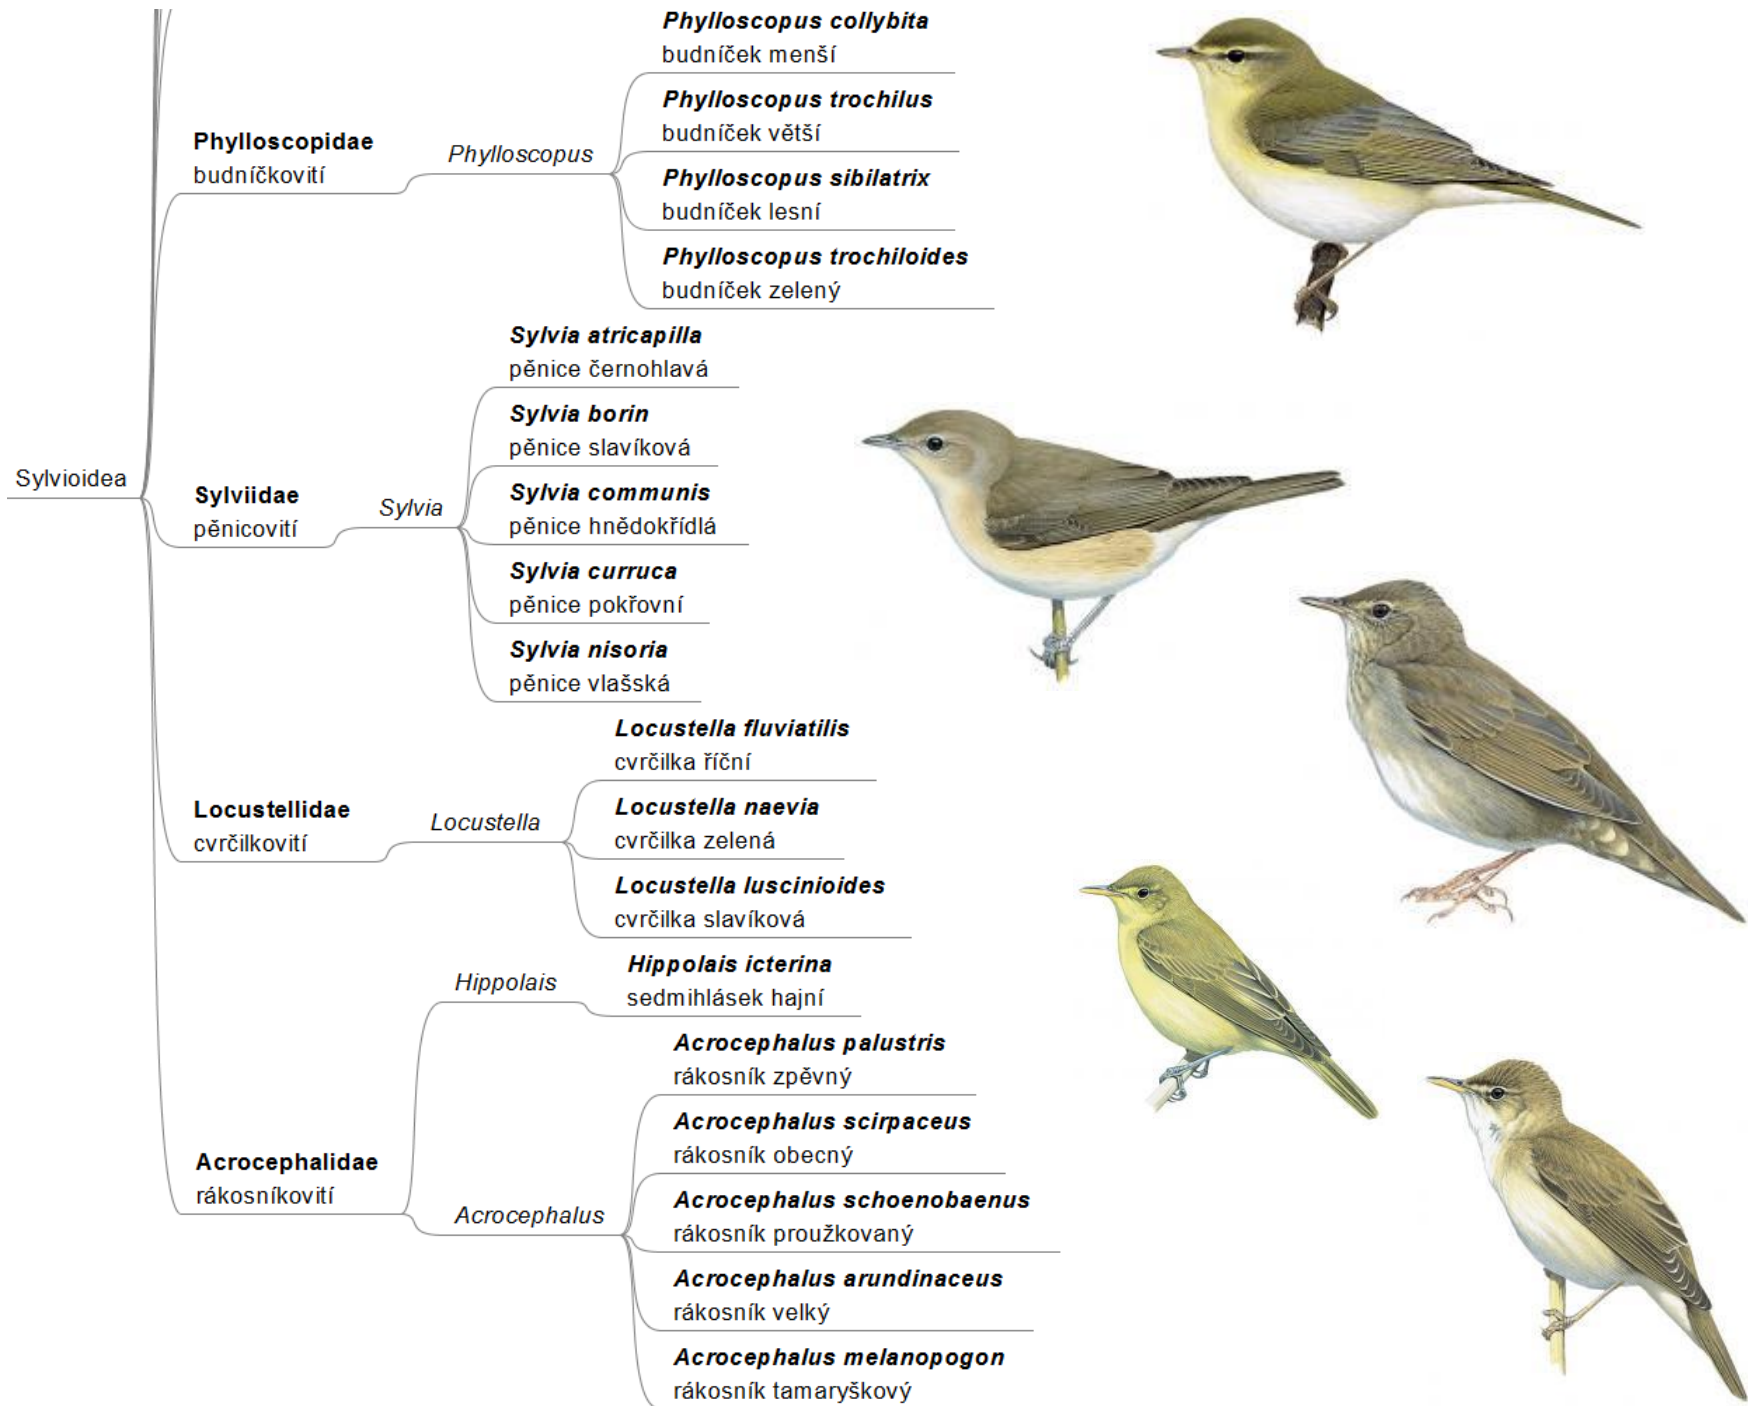 Sylvioidea
Phylloscopidae
budníčkovití
Phylloscopus
Phylloscopus collybita
budníček menší
Phylloscopus trochilus
budníček větší
Phylloscopus sibilatrix
budníček lesní
Phylloscopus trochiloides
budníček zelený
Sylviidae
pěnicovití
Sylvia
Sylvia atricapilla
pěnice černohlavá
Sylvia borin
pěnice slavíková
Sylvia communis
pěnice hnědokřídlá
Sylvia curruca
pěnice pokřovní
Sylvia nisoria
pěnice vlašská
Locustellidae
cvrčilkovití
Locustella
Locustella fluviatilis
cvrčilka říční
Locustella naevia
cvrčilka zelená
Locustella luscinioides
cvrčilka slavíková
Acrocephalidae
rákosníkovití
Hippolais
Hippolais icterina
sedmihlásek hajní
Acrocephalus
Acrocephalus palustris
rákosník zpěvný
Acrocephalus scirpaceus
rákosník obecný
Acrocephalus schoenobaenus
rákosník proužkovaný
Acrocephalus arundinaceus
rákosník velký
Acrocephalus melanopogon
rákosník tamaryškový